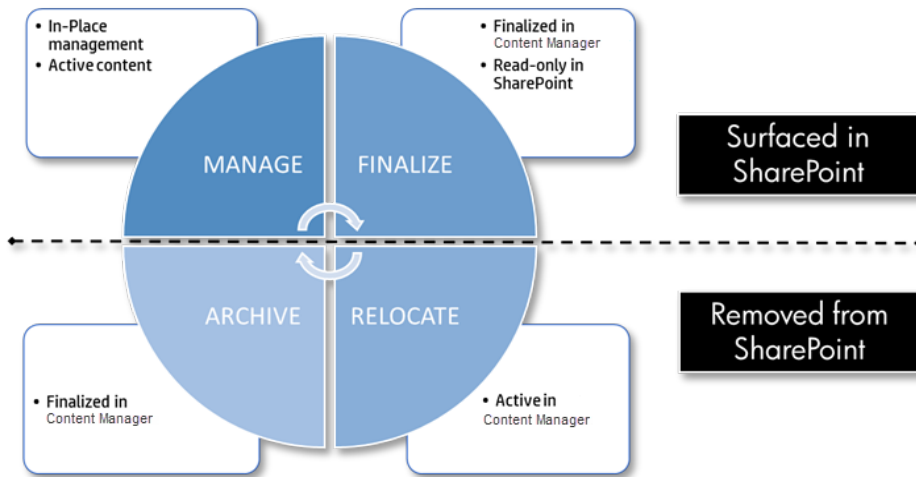 • In-Place
management
• Active content
• Finalized in
Content Manager
• Read-only in
SharePoint
MANAGE
FINALIZE
Surfaced in
SharePoint
ARCHIVE
RELOCATE
Removed from
SharePoint
• Finalized in
Content Manager
• Active in
Content Manager